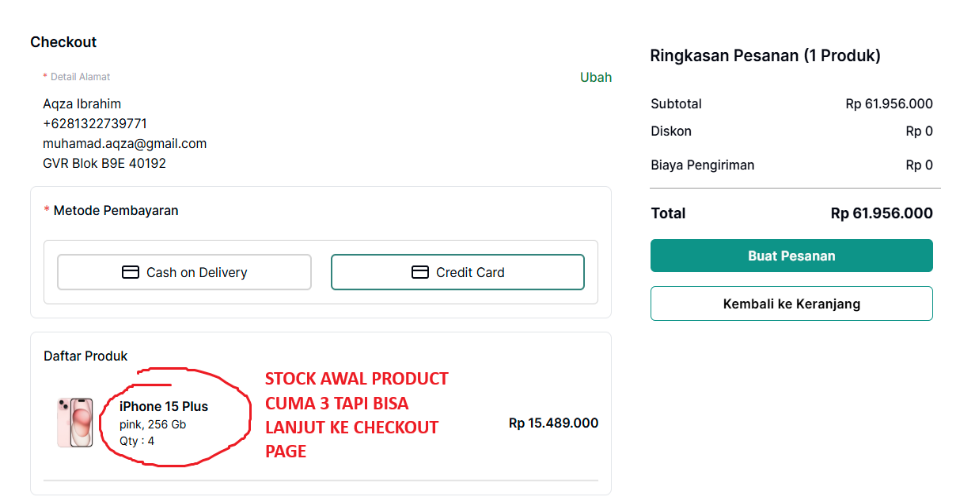 Checkout
* Detail Alamat
Ubah
Aqza Ibrahim
+6281322739771
muhamad.aqza@gmail.com
GVR Blok B9E 40192
* Metode Pembayaran
Cash on Delivery
Credit Card
Daftar Produk
iPhone 15 Plus
pink, 256 Gb
Qty : 4
STOCK AWAL PRODUCT
CUMA 3 TAPI BISA
LANJUT KE CHECKOUT
PAGE
Rp 15.489.000
Ringkasan Pesanan (1 Produk)
Subtotal Rp 61.956.000
Diskon Rp 0
Biaya Pengiriman Rp 0
Total Rp 61.956.000
Buat Pesanan
Kembali ke Keranjang